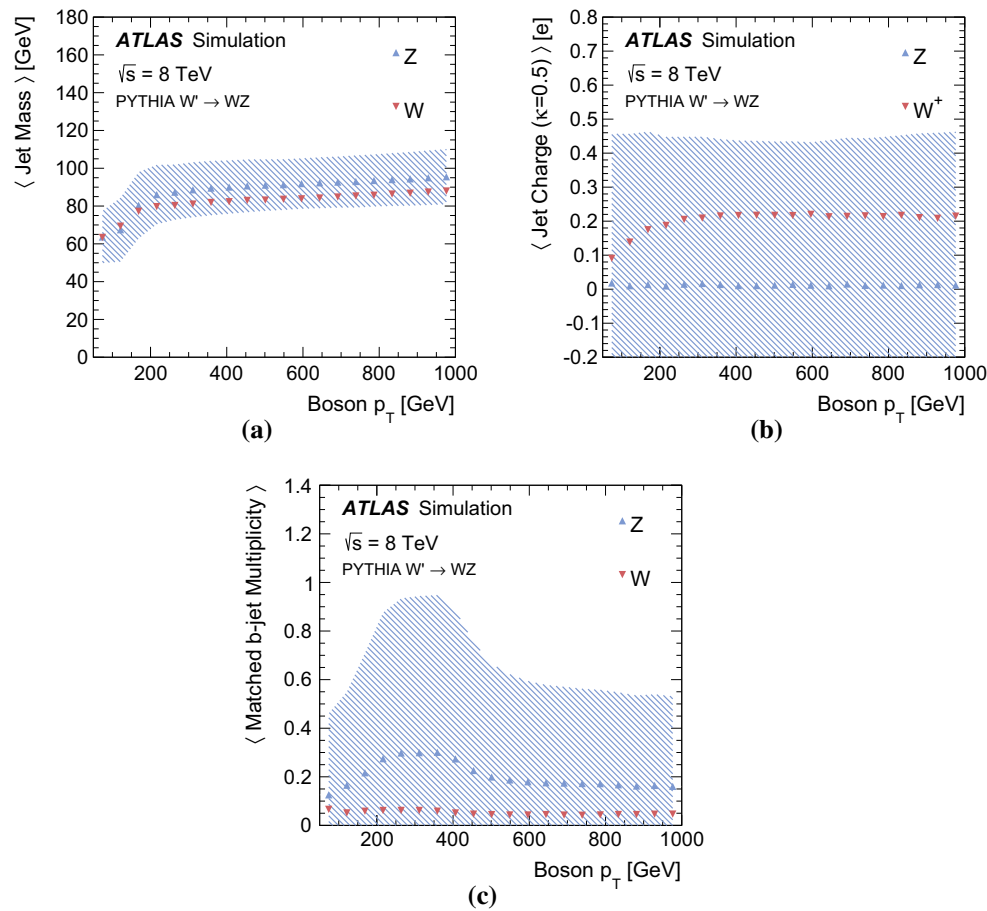 ⟨ Jet Mass ⟩ [GeV]
180
160
140
120
100
80
60
40
20
0
ATLAS Simulation
√s = 8 TeV
PYTHIA W' → WZ
Z
W
200 400 600 800 1000
Boson p_T [GeV]
(a)
⟨ Jet Charge (κ=0.5) ⟩ [e]
0.8
0.7
0.6
0.5
0.4
0.3
0.2
0.1
0
-0.1
-0.2
ATLAS Simulation
√s = 8 TeV
PYTHIA W' → WZ
Z
W⁺
200 400 600 800 1000
Boson p_T [GeV]
(b)
⟨ Matched b-jet Multiplicity ⟩
1.4
1.2
1
0.8
0.6
0.4
0.2
0
ATLAS Simulation
√s = 8 TeV
PYTHIA W' → WZ
Z
W
200 400 600 800 1000
Boson p_T [GeV]
(c)